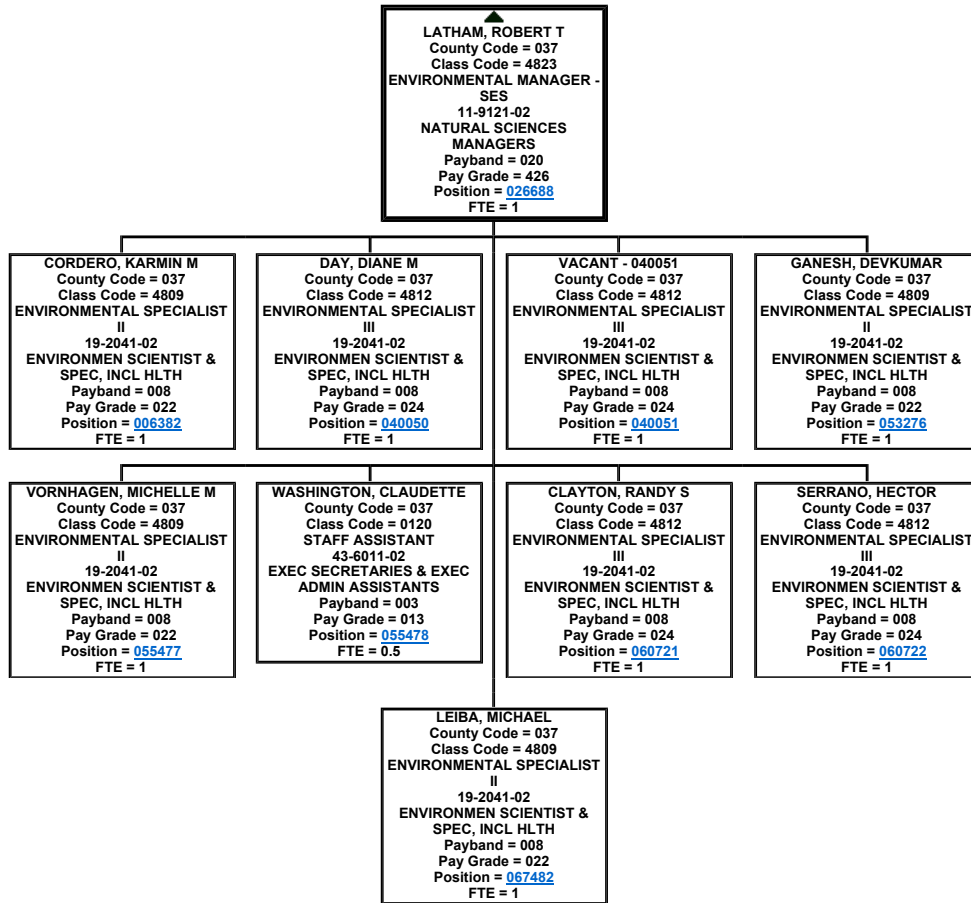 LATHAM, ROBERT T
County Code = 037
Class Code = 4823
ENVIRONMENTAL MANAGER -
SES
11-9121-02
NATURAL SCIENCES
MANAGERS
Payband = 020
Pay Grade = 426
Position = 026688
FTE = 1
CORDERO, KARMIN M
County Code = 037
Class Code = 4809
ENVIRONMENTAL SPECIALIST
II
19-2041-02
ENVIRONMEN SCIENTIST &
SPEC, INCL HLTH
Payband = 008
Pay Grade = 022
Position = 006382
FTE = 1
DAY, DIANE M
County Code = 037
Class Code = 4812
ENVIRONMENTAL SPECIALIST
III
19-2041-02
ENVIRONMEN SCIENTIST &
SPEC, INCL HLTH
Payband = 008
Pay Grade = 024
Position = 040050
FTE = 1
VACANT - 040051
County Code = 037
Class Code = 4812
ENVIRONMENTAL SPECIALIST
III
19-2041-02
ENVIRONMEN SCIENTIST &
SPEC, INCL HLTH
Payband = 008
Pay Grade = 024
Position = 040051
FTE = 1
GANESH, DEVKUMAR
County Code = 037
Class Code = 4809
ENVIRONMENTAL SPECIALIST
II
19-2041-02
ENVIRONMEN SCIENTIST &
SPEC, INCL HLTH
Payband = 008
Pay Grade = 022
Position = 053276
FTE = 1
VORNHAGEN, MICHELLE M
County Code = 037
Class Code = 4809
ENVIRONMENTAL SPECIALIST
II
19-2041-02
ENVIRONMEN SCIENTIST &
SPEC, INCL HLTH
Payband = 008
Pay Grade = 022
Position = 055477
FTE = 1
WASHINGTON, CLAUDETTE
County Code = 037
Class Code = 0120
STAFF ASSISTANT
43-6011-02
EXEC SECRETARIES & EXEC
ADMIN ASSISTANTS
Payband = 003
Pay Grade = 013
Position = 055478
FTE = 0.5
CLAYTON, RANDY S
County Code = 037
Class Code = 4812
ENVIRONMENTAL SPECIALIST
III
19-2041-02
ENVIRONMEN SCIENTIST &
SPEC, INCL HLTH
Payband = 008
Pay Grade = 024
Position = 060721
FTE = 1
SERRANO, HECTOR
County Code = 037
Class Code = 4812
ENVIRONMENTAL SPECIALIST
III
19-2041-02
ENVIRONMEN SCIENTIST &
SPEC, INCL HLTH
Payband = 008
Pay Grade = 024
Position = 060722
FTE = 1
LEIBA, MICHAEL
County Code = 037
Class Code = 4809
ENVIRONMENTAL SPECIALIST
II
19-2041-02
ENVIRONMEN SCIENTIST &
SPEC, INCL HLTH
Payband = 008
Pay Grade = 022
Position = 067482
FTE = 1